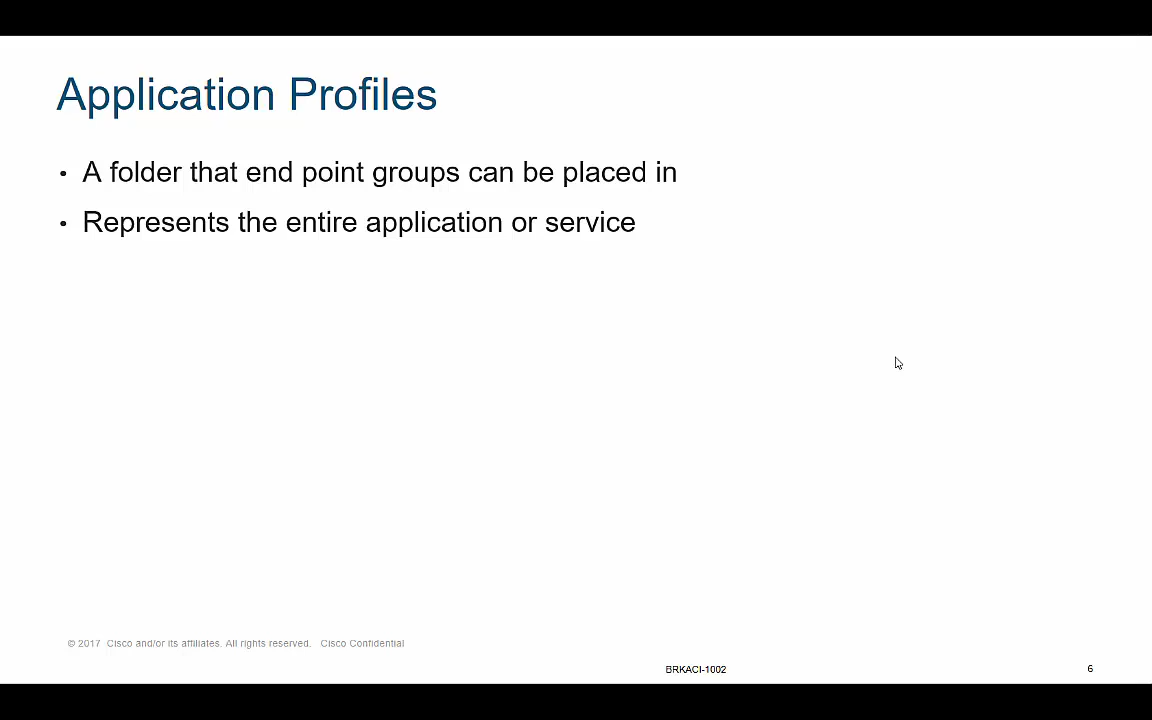 Application Profiles
• A folder that end point groups can be placed in
• Represents the entire application or service
© 2017 Cisco and/or its affiliates. All rights reserved. Cisco Confidential
BRKACI-1002
6